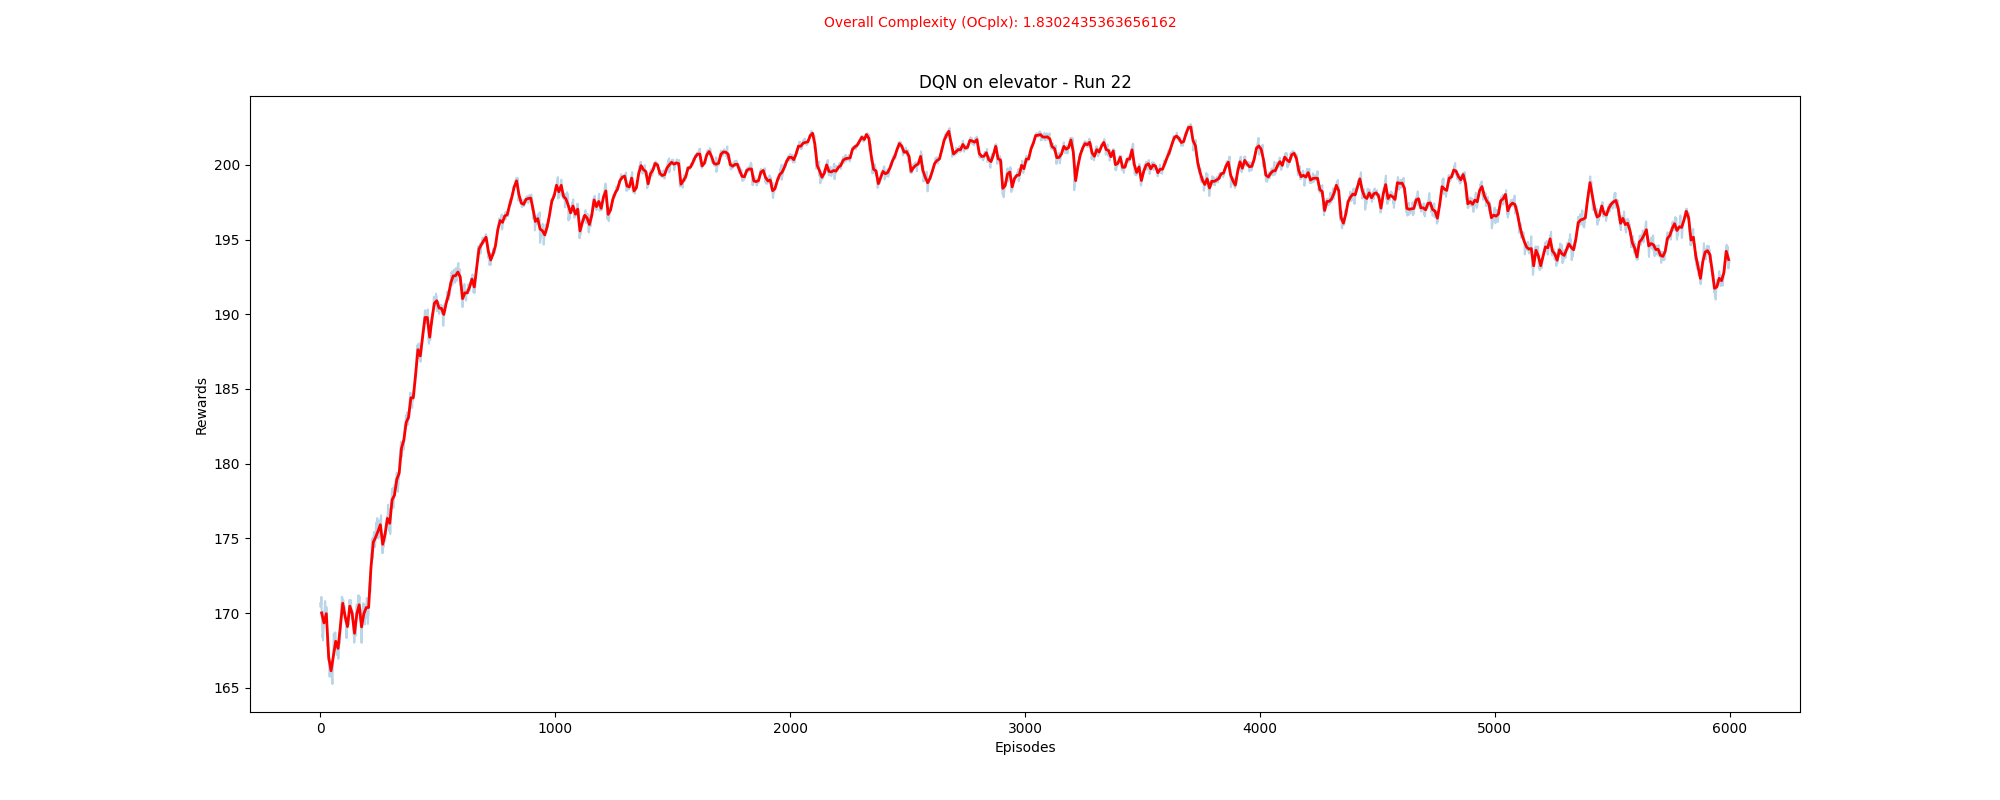 Overall Complexity (OCplx): 1.8302435363656162
DQN on elevator - Run 22
Rewards
200
195
190
185
180
175
170
165
0 1000 2000 3000 4000 5000 6000
Episodes